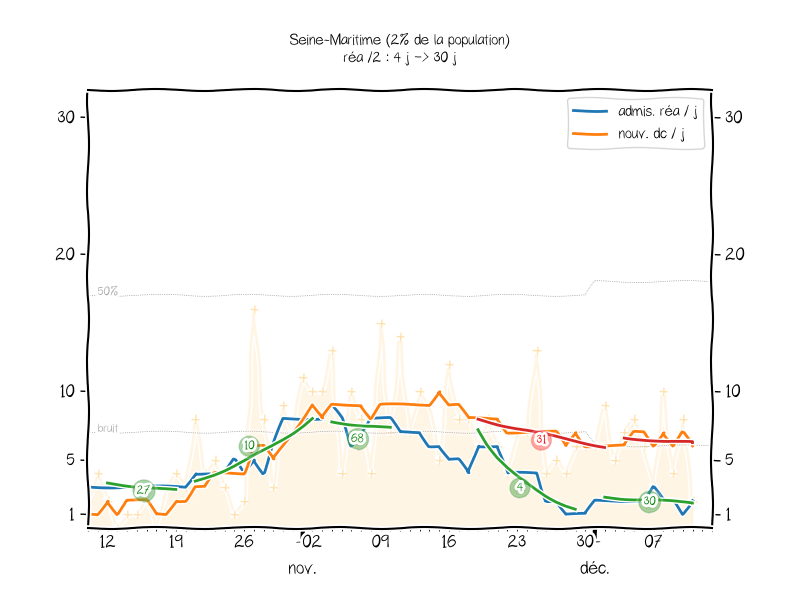 Seine-Maritime (2% de la population)
réa /2 : 4 j -> 30 j
admis. réa / j
nouv. dc / j
30 30
20 20
50%
10 10
bruit
5 5
1 1
27 10 68 4 31 30
12 19 26 02 09 16 23 30 07
nov. déc.